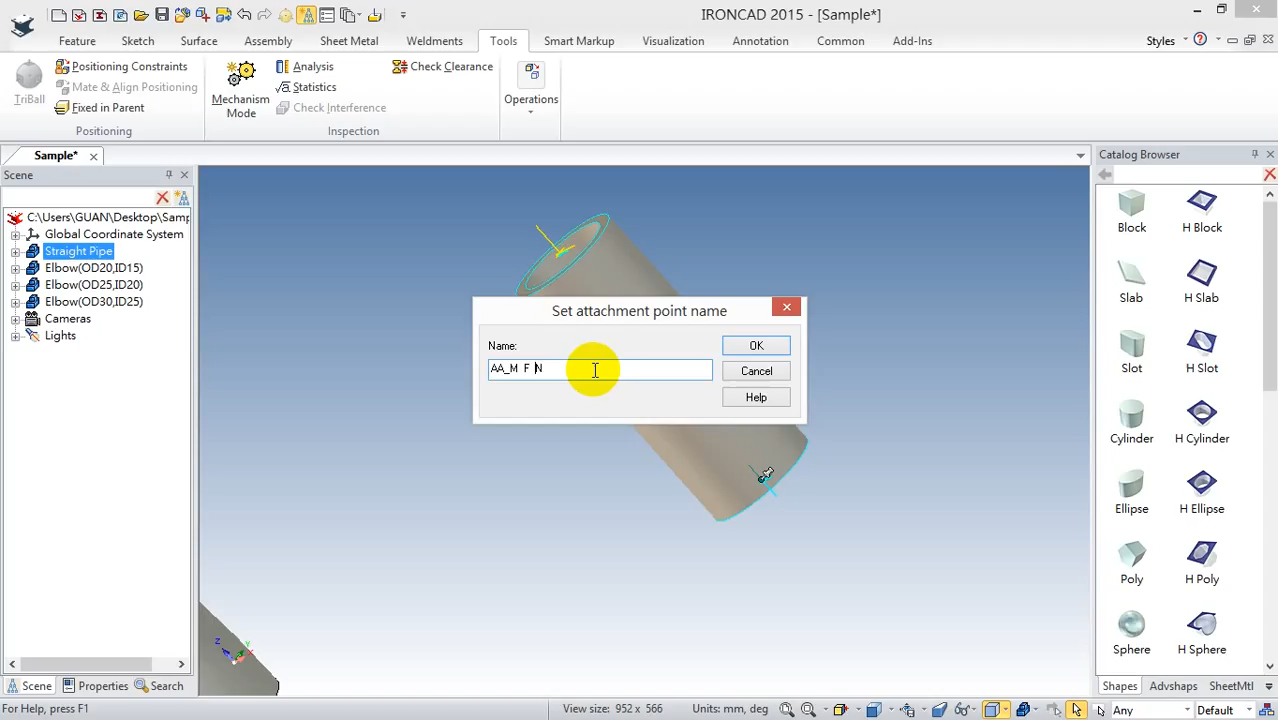 IRONCAD 2015 - [Sample*]
Feature Sketch Surface Assembly Sheet Metal Weldments Tools Smart Markup Visualization Annotation Common Add-Ins Styles
Positioning Constraints
Mate & Align Positioning
Fixed in Parent
TriBall
Positioning
Mechanism
Mode
Analysis
Statistics
Check Interference
Check Clearance
Inspection
Operations
Sample*
Scene
C:\Users\GUAN\Desktop\Samp
Global Coordinate System
Straight Pipe
Elbow(OD20,ID15)
Elbow(OD25,ID20)
Elbow(OD30,ID25)
Cameras
Lights
Set attachment point name
Name:
AA_M F N
OK
Cancel
Help
Z Y X
Catalog Browser
Block H Block
Slab H Slab
Slot H Slot
Cylinder H Cylinder
Ellipse H Ellipse
Poly H Poly
Sphere H Sphere
Scene Properties Search
Shapes Advshaps SheetMtl
For Help, press F1
View size: 952 x 566
Units: mm, deg
Any
Default